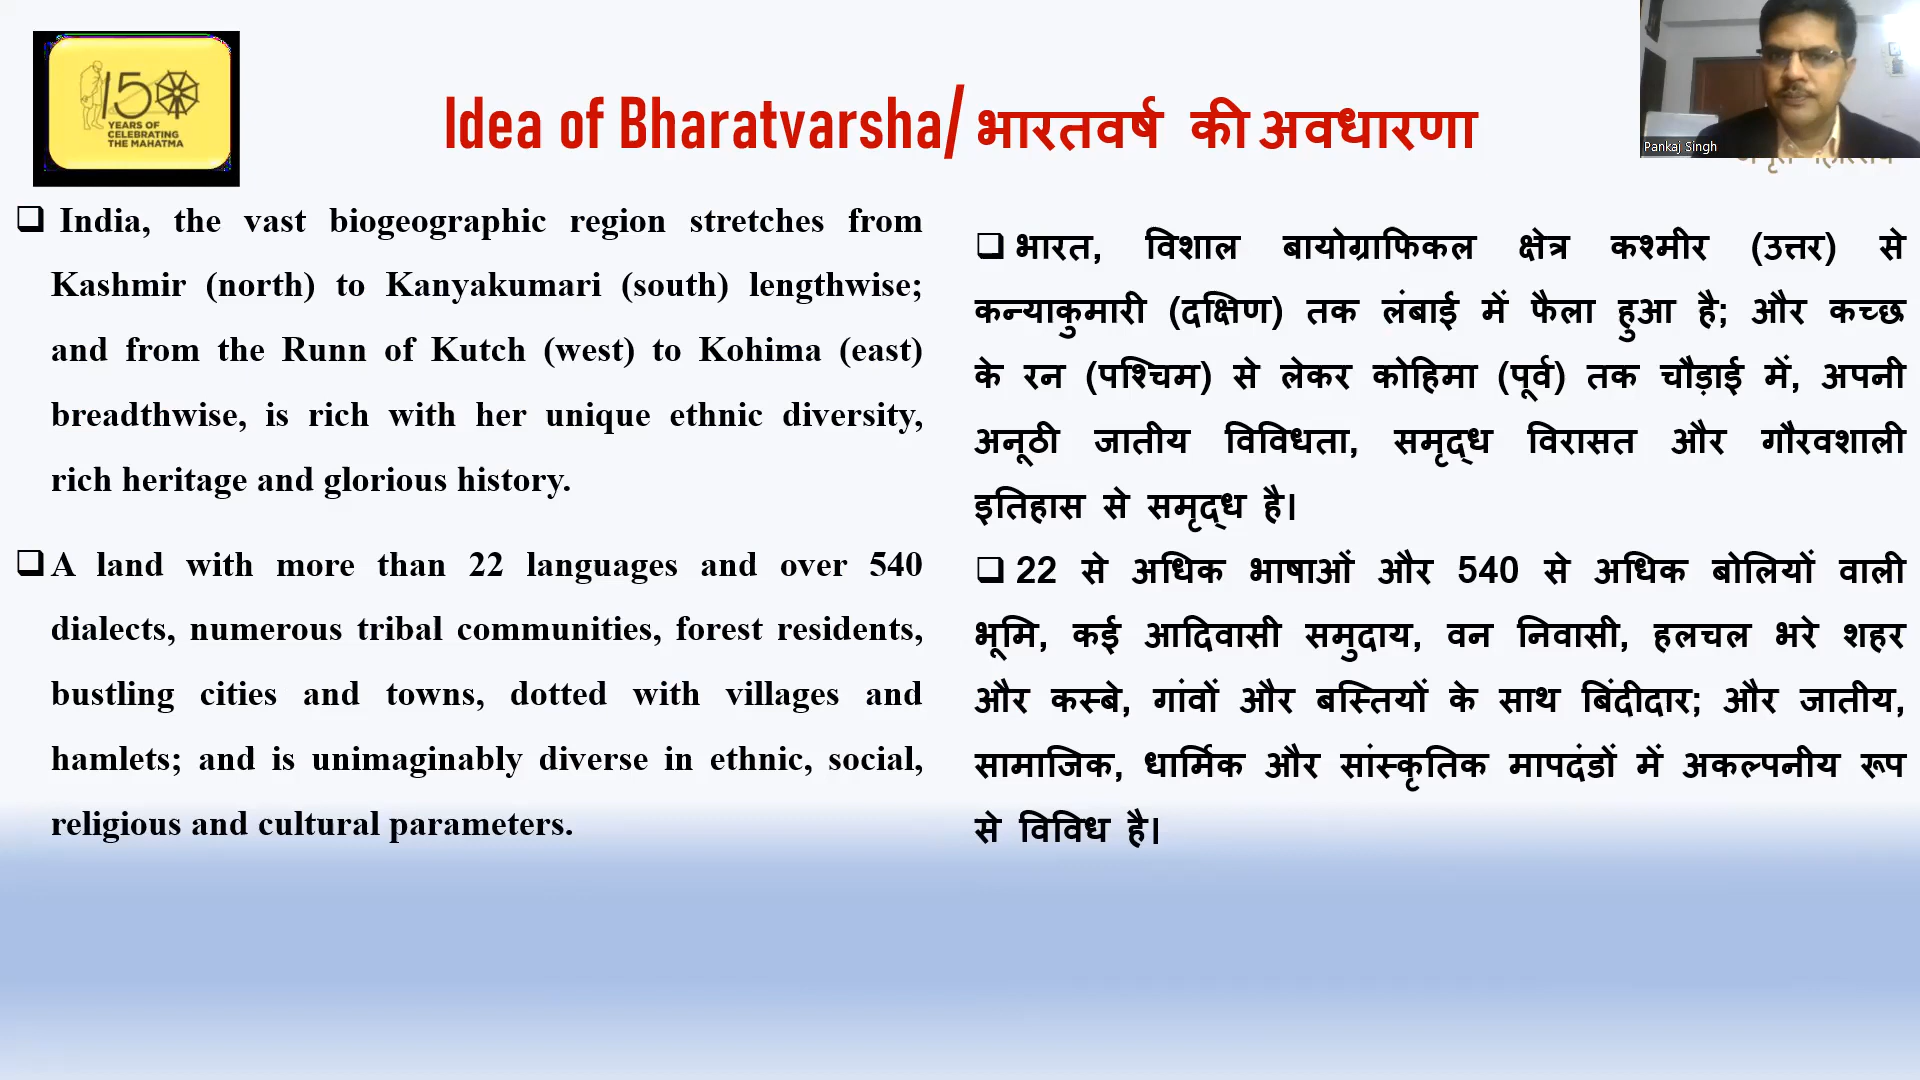 150
YEARS OF
CELEBRATING
THE MAHATMA
Idea of Bharatvarsha/ भारतवर्ष की अवधारणा
Pankaj Singh
❑ India, the vast biogeographic region stretches from
Kashmir (north) to Kanyakumari (south) lengthwise;
and from the Runn of Kutch (west) to Kohima (east)
breadthwise, is rich with her unique ethnic diversity,
rich heritage and glorious history.
❑ A land with more than 22 languages and over 540
dialects, numerous tribal communities, forest residents,
bustling cities and towns, dotted with villages and
hamlets; and is unimaginably diverse in ethnic, social,
religious and cultural parameters.
❑ भारत, विशाल बायोग्राफिकल क्षेत्र कश्मीर (उत्तर) से
कन्याकुमारी (दक्षिण) तक लंबाई में फैला हुआ है; और कच्छ
के रन (पश्चिम) से लेकर कोहिमा (पूर्व) तक चौड़ाई में, अपनी
अनूठी जातीय विविधता, समृद्ध विरासत और गौरवशाली
इतिहास से समृद्ध है।
❑ 22 से अधिक भाषाओं और 540 से अधिक बोलियों वाली
भूमि, कई आदिवासी समुदाय, वन निवासी, हलचल भरे शहर
और कस्बे, गांवों और बस्तियों के साथ बिंदीदार; और जातीय,
सामाजिक, धार्मिक और सांस्कृतिक मापदंडों में अकल्पनीय रूप
से विविध है।